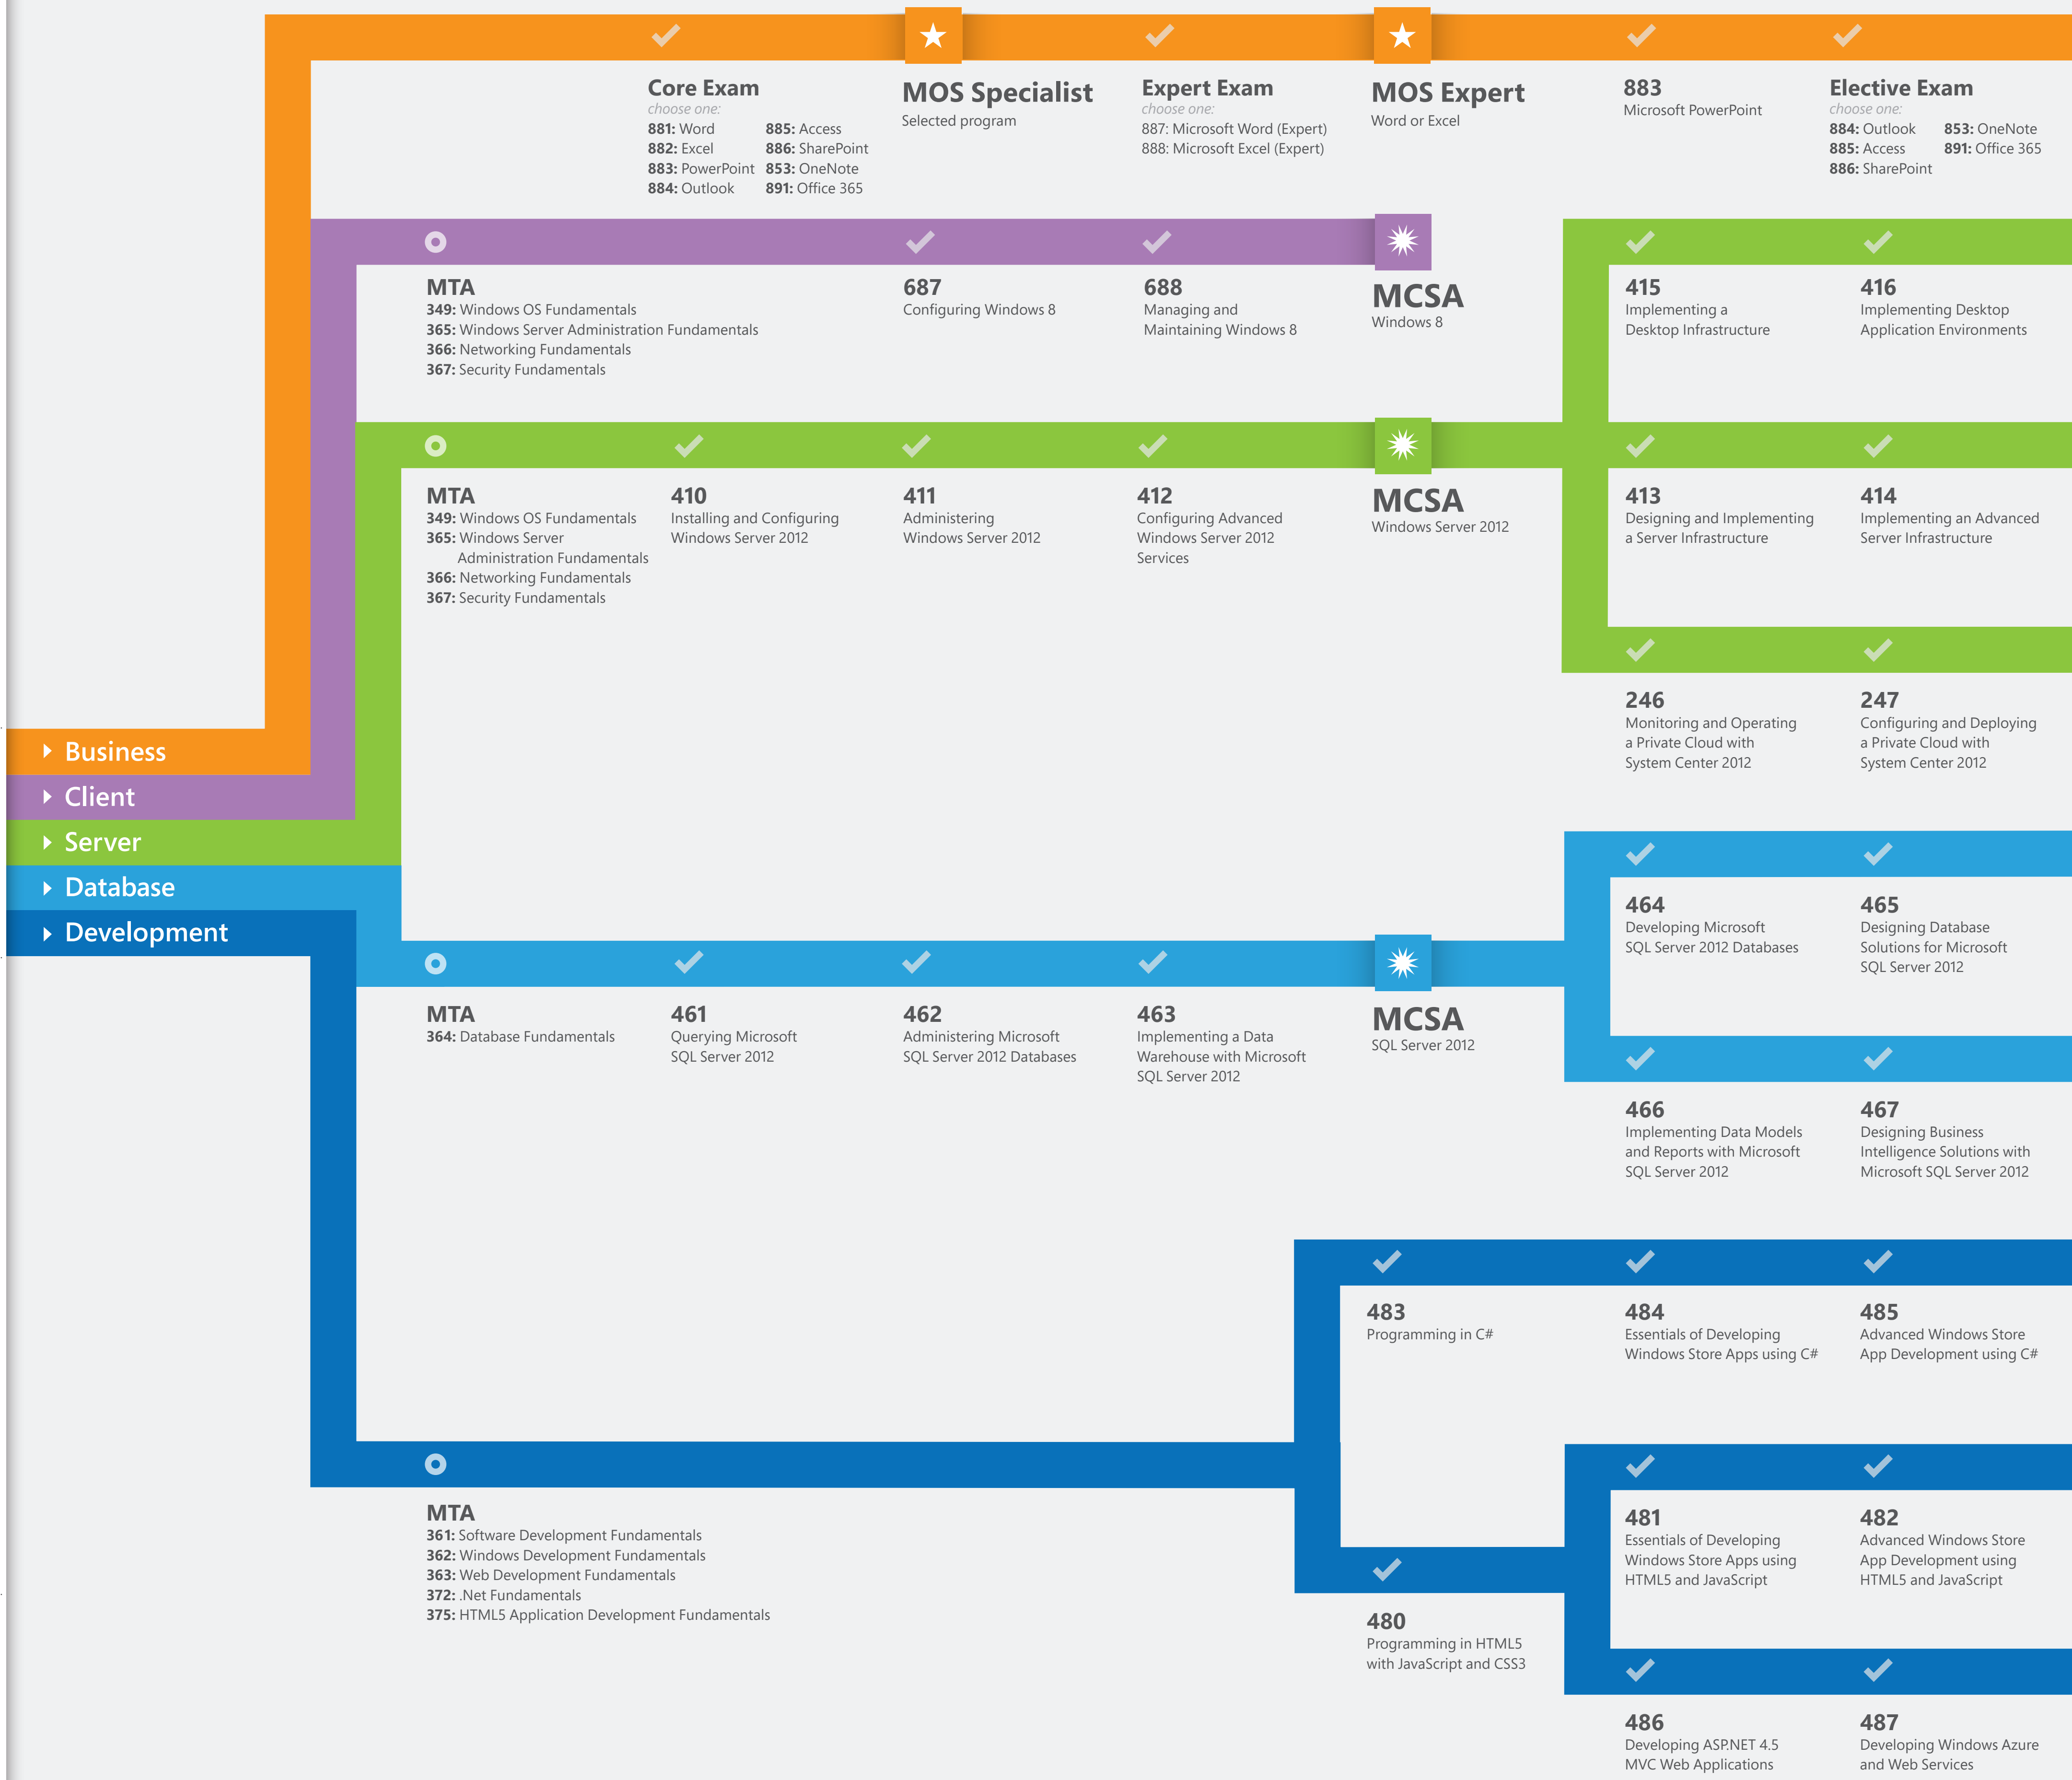 Core Exam
choose one:
881: Word
882: Excel
883: PowerPoint
884: Outlook
885: Access
886: SharePoint
853: OneNote
891: Office 365
MOS Specialist
Selected program
Expert Exam
choose one:
887: Microsoft Word (Expert)
888: Microsoft Excel (Expert)
MOS Expert
Word or Excel
883
Microsoft PowerPoint
Elective Exam
choose one:
884: Outlook
885: Access
886: SharePoint
853: OneNote
891: Office 365
MTA
349: Windows OS Fundamentals
365: Windows Server Administration Fundamentals
366: Networking Fundamentals
367: Security Fundamentals
687
Configuring Windows 8
688
Managing and
Maintaining Windows 8
MCSA
Windows 8
415
Implementing a
Desktop Infrastructure
416
Implementing Desktop
Application Environments
MTA
349: Windows OS Fundamentals
365: Windows Server
Administration Fundamentals
366: Networking Fundamentals
367: Security Fundamentals
410
Installing and Configuring
Windows Server 2012
411
Administering
Windows Server 2012
412
Configuring Advanced
Windows Server 2012
Services
MCSA
Windows Server 2012
413
Designing and Implementing
a Server Infrastructure
414
Implementing an Advanced
Server Infrastructure
246
Monitoring and Operating
a Private Cloud with
System Center 2012
247
Configuring and Deploying
a Private Cloud with
System Center 2012
Business
Client
Server
Database
Development
464
Developing Microsoft
SQL Server 2012 Databases
465
Designing Database
Solutions for Microsoft
SQL Server 2012
MTA
364: Database Fundamentals
461
Querying Microsoft
SQL Server 2012
462
Administering Microsoft
SQL Server 2012 Databases
463
Implementing a Data
Warehouse with Microsoft
SQL Server 2012
MCSA
SQL Server 2012
466
Implementing Data Models
and Reports with Microsoft
SQL Server 2012
467
Designing Business
Intelligence Solutions with
Microsoft SQL Server 2012
483
Programming in C#
484
Essentials of Developing
Windows Store Apps using C#
485
Advanced Windows Store
App Development using C#
MTA
361: Software Development Fundamentals
362: Windows Development Fundamentals
363: Web Development Fundamentals
372: .Net Fundamentals
375: HTML5 Application Development Fundamentals
481
Essentials of Developing
Windows Store Apps using
HTML5 and JavaScript
482
Advanced Windows Store
App Development using
HTML5 and JavaScript
480
Programming in HTML5
with JavaScript and CSS3
486
Developing ASP.NET 4.5
MVC Web Applications
487
Developing Windows Azure
and Web Services